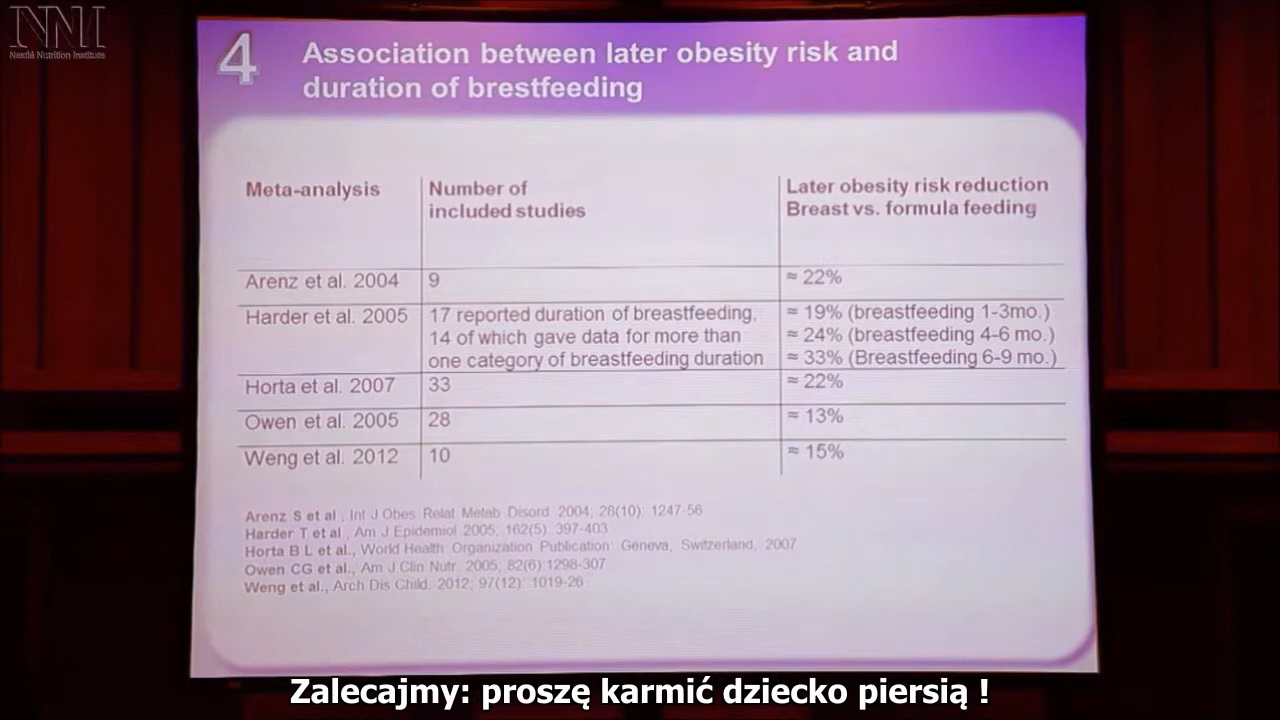 NNI
Nestlé Nutrition Institute
4
Association between later obesity risk and
duration of brestfeeding
Meta-analysis
Number of
included studies
Later obesity risk reduction
Breast vs. formula feeding
Arenz et al. 2004
9
≈ 22%
Harder et al. 2005
17 reported duration of breastfeeding,
14 of which gave data for more than
one category of breastfeeding duration
≈ 19% (breastfeeding 1-3mo.)
≈ 24% (breastfeeding 4-6 mo.)
≈ 33% (Breastfeeding 6-9 mo.)
Horta et al. 2007
33
≈ 22%
Owen et al. 2005
28
≈ 13%
Weng et al. 2012
10
≈ 15%
Arenz S et al., Int J Obes Relat Metab Disord. 2004; 28(10): 1247-56
Harder T et al., Am J Epidemiol 2005; 162(5): 397-403
Horta B L et al., World Health Organization Publication: Geneva, Switzerland, 2007
Owen CG et al., Am J Clin Nutr. 2005; 82(6) 1298-307
Weng et al., Arch Dis Child. 2012; 97(12): 1019-26
Zalecajmy: proszę karmić dziecko piersią !